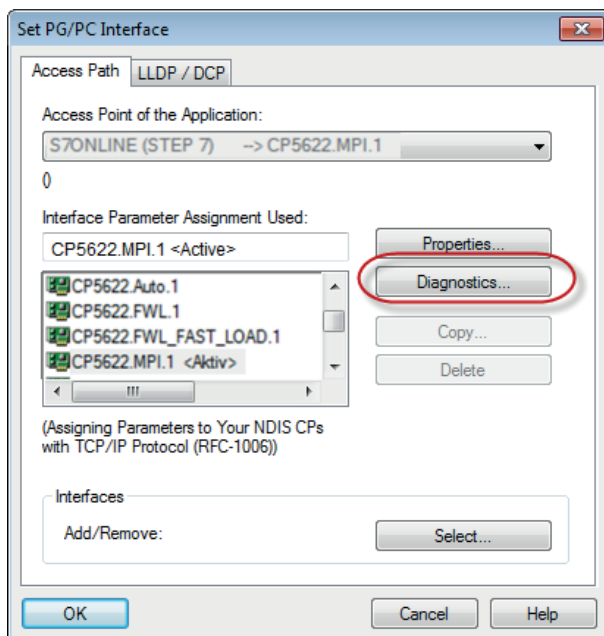 Set PG/PC Interface
Access Path
LLDP / DCP
Access Point of the Application:
S7ONLINE (STEP 7) --> CP5622.MPI.1
()
Interface Parameter Assignment Used:
CP5622.MPI.1 <Active>
Properties...
Diagnostics...
CP5622.Auto.1
CP5622.FWL.1
CP5622.FWL_FAST_LOAD.1
CP5622.MPI.1 <Aktiv>
Copy...
Delete
(Assigning Parameters to Your NDIS CPs
with TCP/IP Protocol (RFC-1006))
Interfaces
Add/Remove:
Select...
OK
Cancel
Help